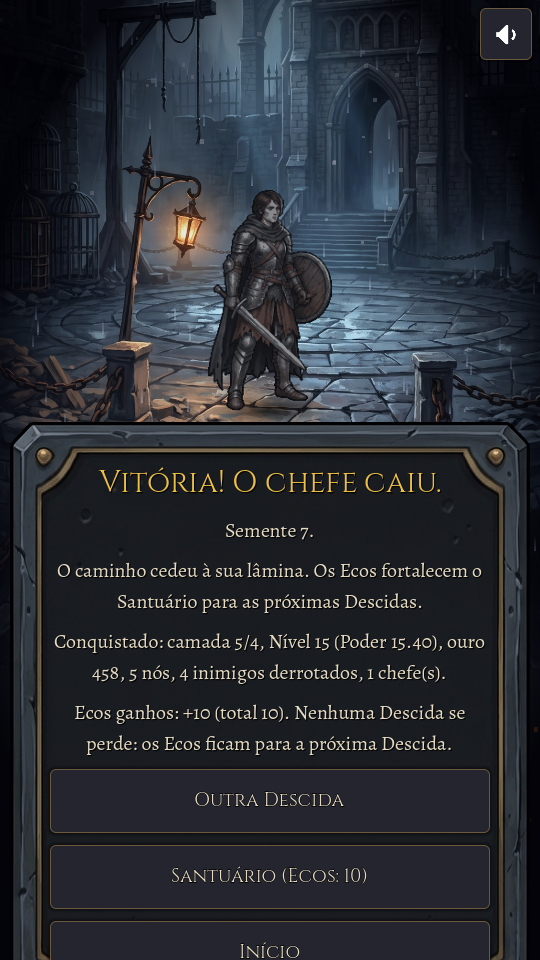 Vitória! O chefe caiu.
Semente 7.
O caminho cedeu à sua lâmina. Os Ecos fortalecem o
Santuário para as próximas Descidas.
Conquistado: camada 5/4, Nível 15 (Poder 15.40), ouro
458, 5 nós, 4 inimigos derrotados, 1 chefe(s).
Ecos ganhos: +10 (total 10). Nenhuma Descida se
perde: os Ecos ficam para a próxima Descida.
Outra Descida
Santuário (Ecos: 10)
Início